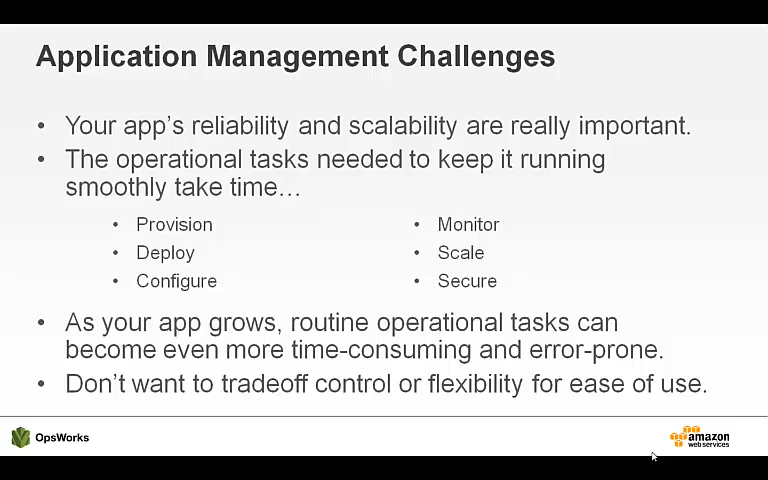 Application Management Challenges
• Your app's reliability and scalability are really important.
• The operational tasks needed to keep it running
smoothly take time…
• Provision
• Deploy
• Configure
• Monitor
• Scale
• Secure
• As your app grows, routine operational tasks can
become even more time-consuming and error-prone.
• Don't want to tradeoff control or flexibility for ease of use.
OpsWorks
amazon
web services